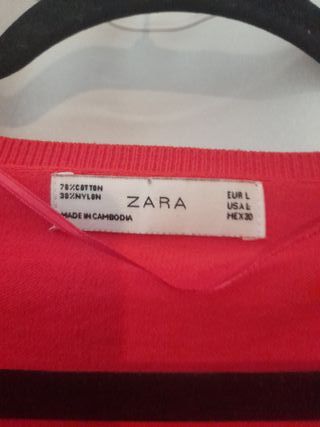 70%COTTON
30%NYLON
MADE IN CAMBODIA
ZARA
EUR L
USA L
MEX 30